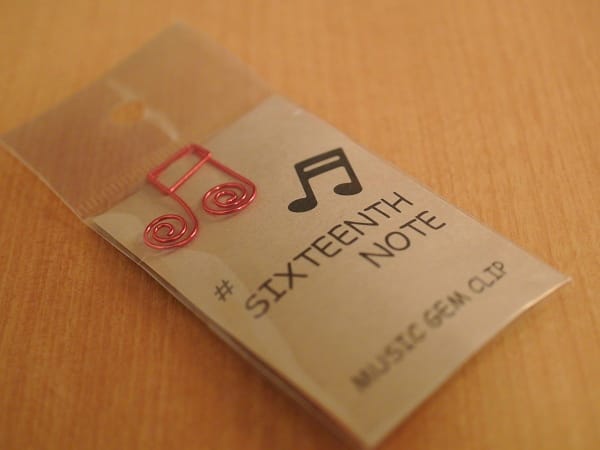 # SIXTEENTH
NOTE
MUSIC GEM CLIP